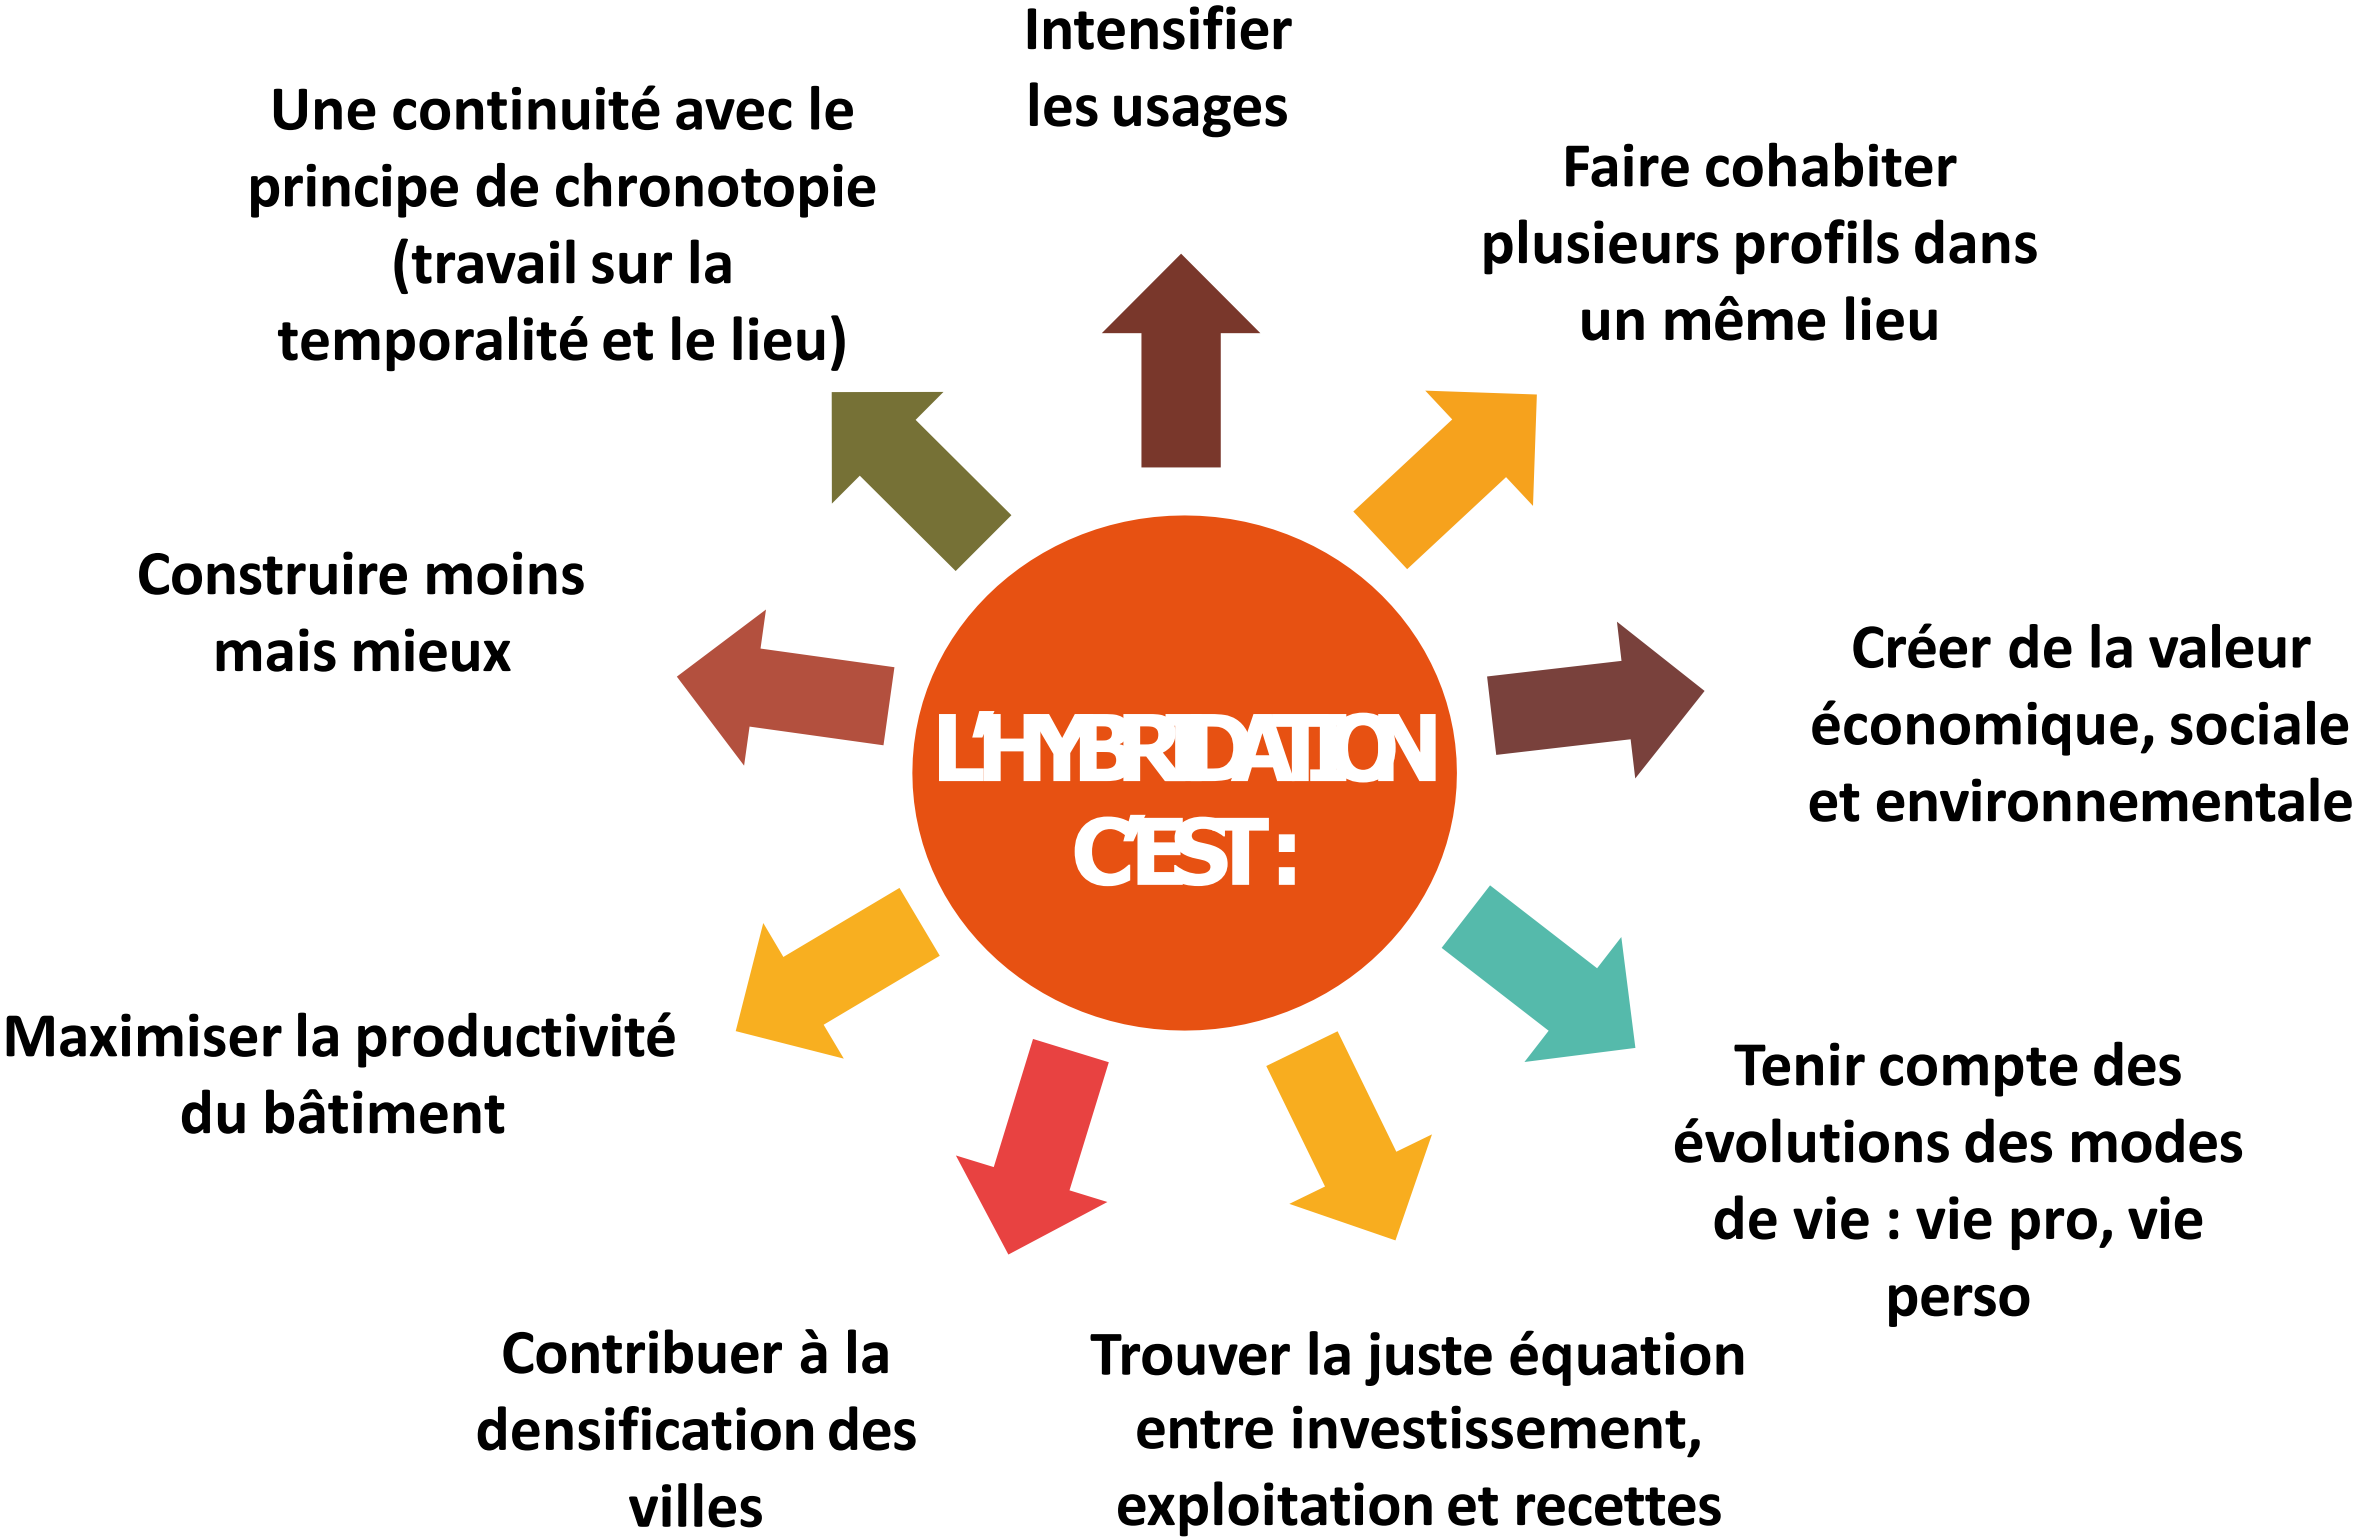 Intensifier
les usages
Une continuité avec le
principe de chronotopie
(travail sur la
temporalité et le lieu)
Faire cohabiter
plusieurs profils dans
un même lieu
Construire moins
mais mieux
Créer de la valeur
économique, sociale
et environnementale
L'HYBRIDATION
C'EST :
Maximiser la productivité
du bâtiment
Tenir compte des
évolutions des modes
de vie : vie pro, vie
perso
Contribuer à la
densification des
villes
Trouver la juste équation
entre investissement,
exploitation et recettes